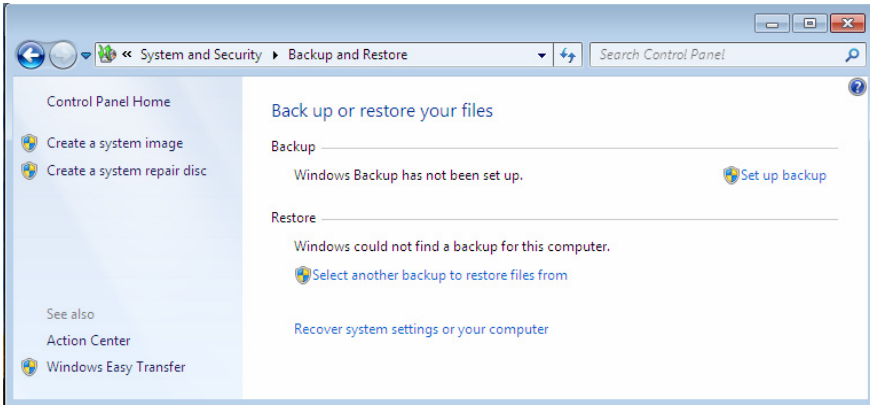 « System and Security ▸ Backup and Restore
Search Control Panel
Control Panel Home
Create a system image
Create a system repair disc
Back up or restore your files
Backup
Windows Backup has not been set up.
Set up backup
Restore
Windows could not find a backup for this computer.
Select another backup to restore files from
Recover system settings or your computer
See also
Action Center
Windows Easy Transfer